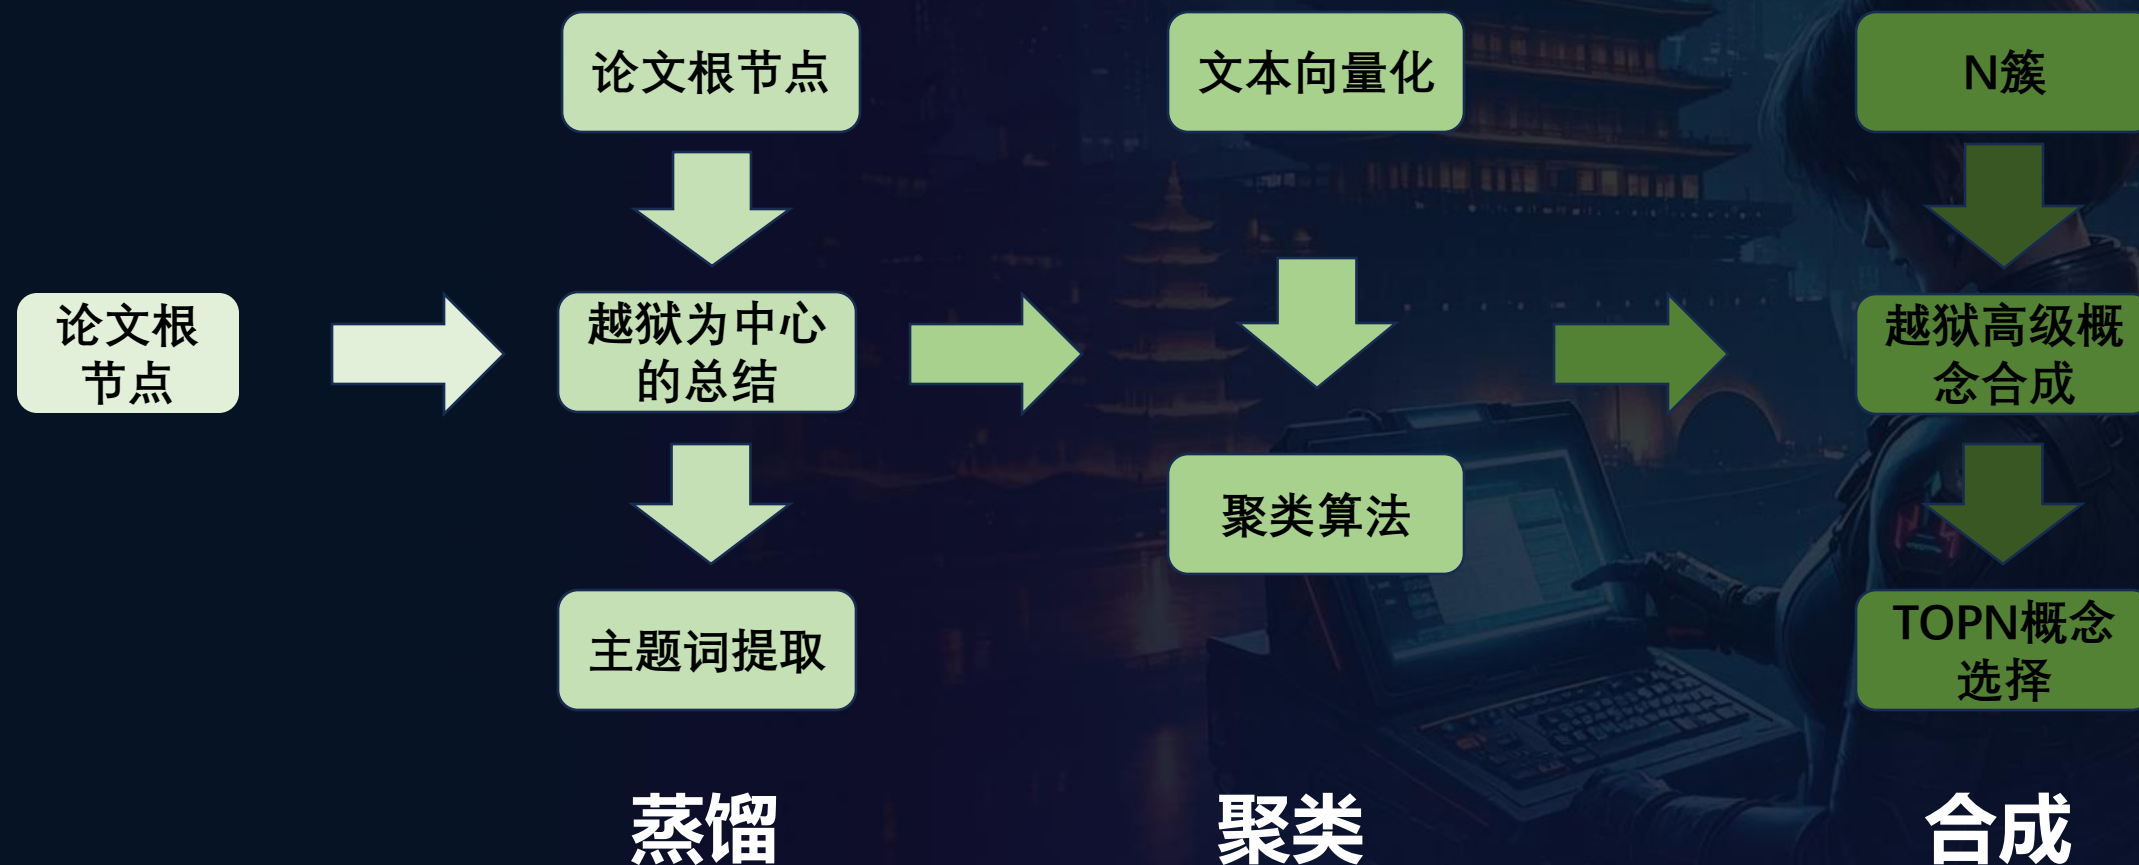 论文根
节点
论文根节点
越狱为中心
的总结
主题词提取
蒸馏
文本向量化
聚类算法
聚类
N簇
越狱高级概
念合成
TOPN概念
选择
合成